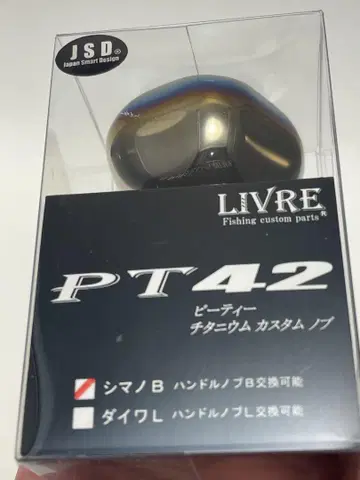 JSD®
Japan Smart Design
LIVRE®
Fishing custom parts
PT42
ピーティー
チタニウム カスタム ノブ
シマノB ハンドルノブB交換可能
ダイワL ハンドルノブL交換可能